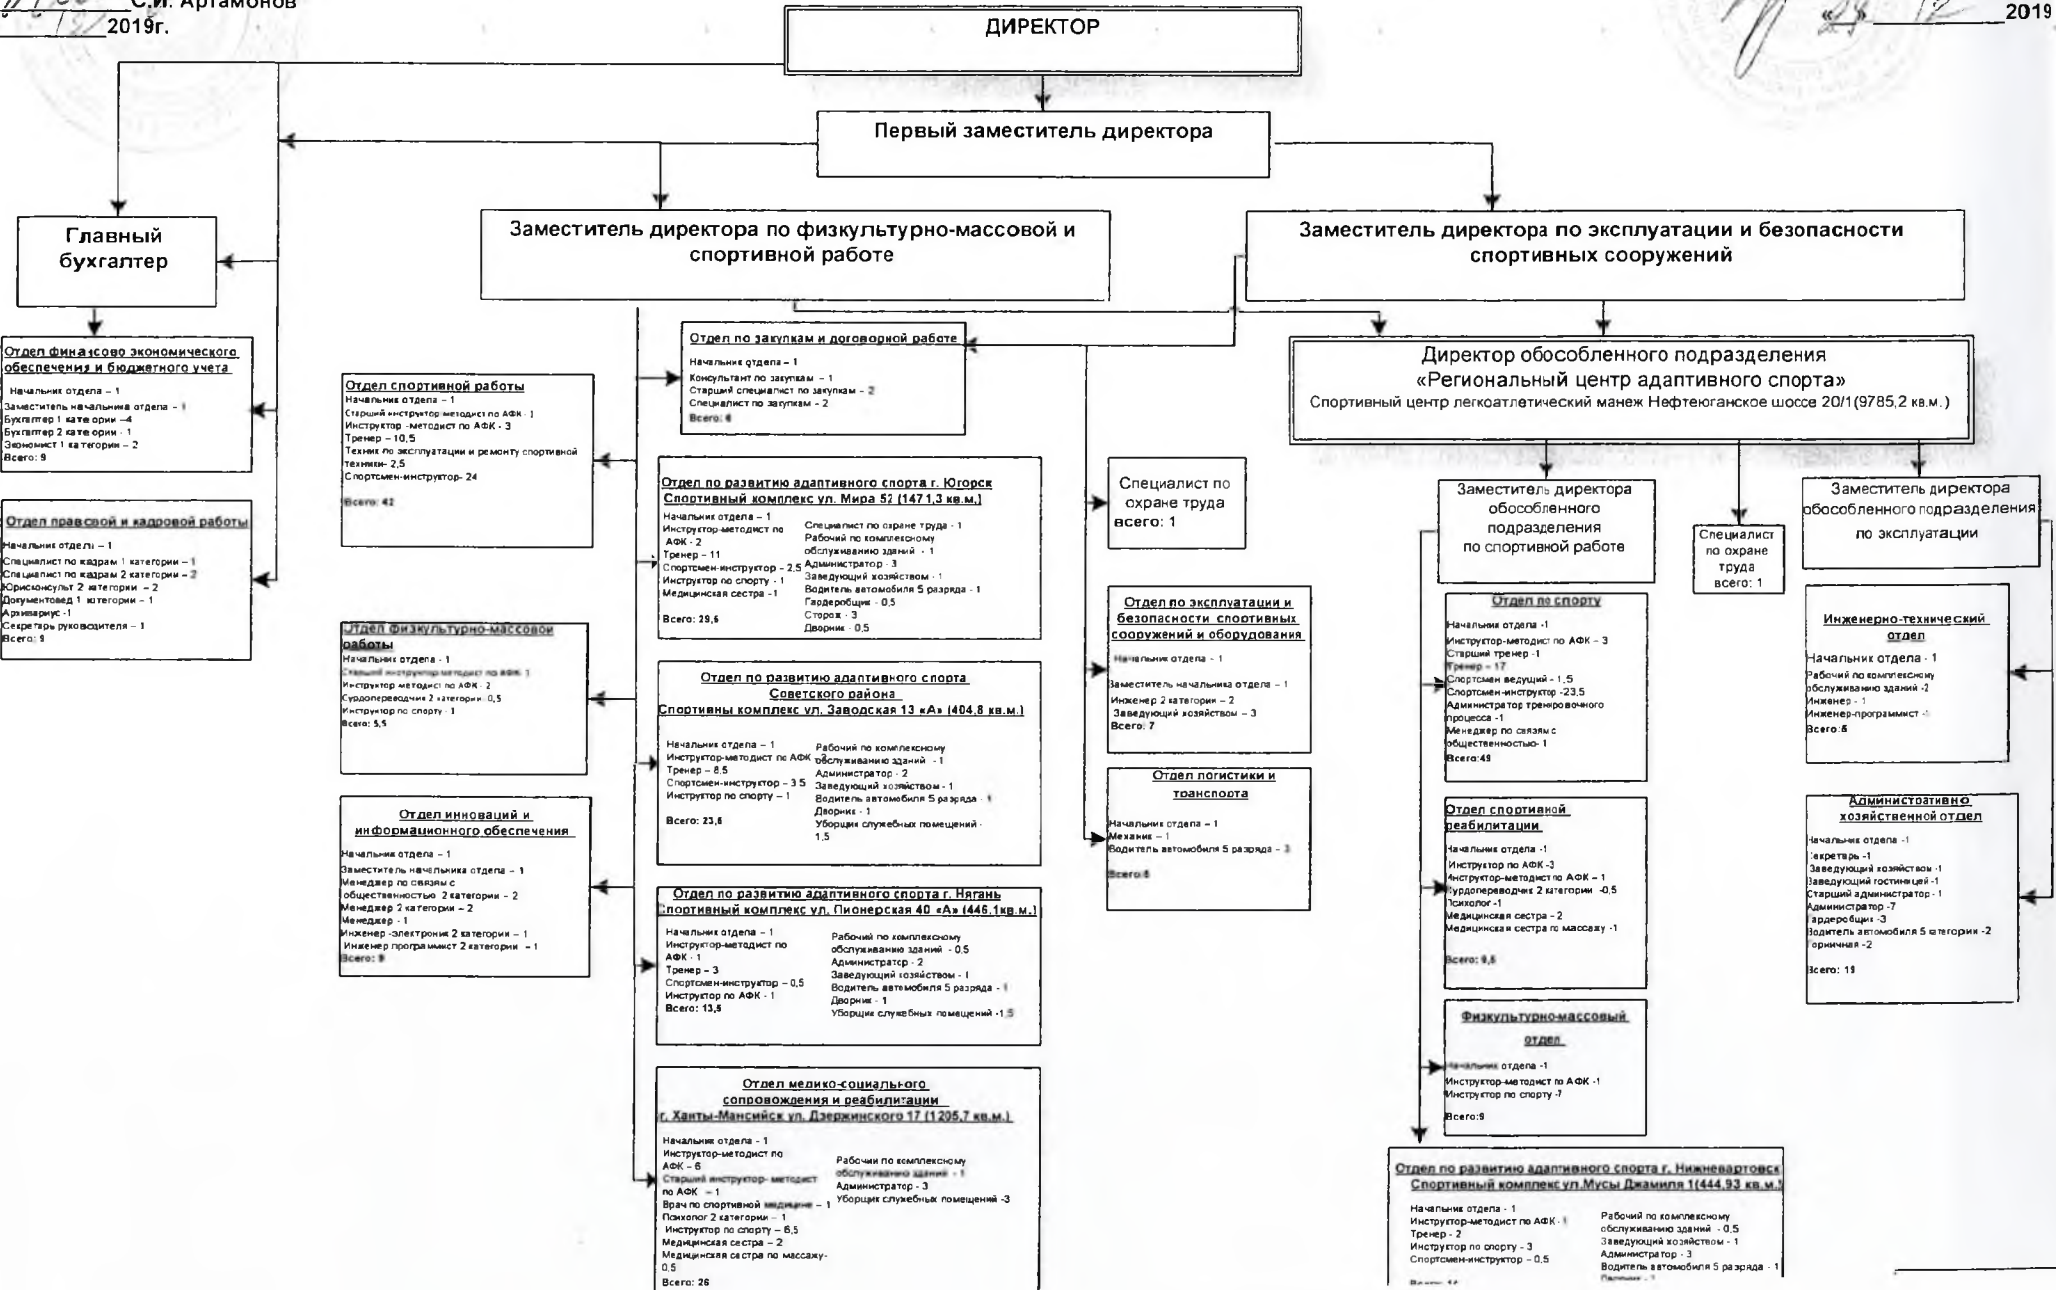 С.И. Артамонов
2019г.
2019
ДИРЕКТОР
Первый заместитель директора
Главный
бухгалтер
Заместитель директора по физкультурно-массовой и
спортивной работе
Заместитель директора по эксплуатации и безопасности
спортивных сооружений
Отдел финансово экономического
обеспечения и бюджетного учета
Начальник отдела – 1
Заместитель начальника отдела – 1
Бухгалтер 1 категории –4
Бухгалтер 2 категории - 1
Экономист 1 категории – 2
Всего: 9
Отдел правовой и кадровой работы
Начальник отдела – 1
Специалист по кадрам 1 категории – 1
Специалист по кадрам 2 категории – 2
Юрисконсульт 2 категории – 2
Документовед 1 категории – 1
Архивариус -1
Секретарь руководителя – 1
Всего: 9
Отдел спортивной работы
Начальник отдела – 1
Старший инструктор-методист по АФК - 1
Инструктор -методист по АФК - 3
Тренер – 10,5
Техник по эксплуатации и ремонту спортивной
техники- 2,5
Спортсмен-инструктор- 24
Всего: 42
Отдел физкультурно-массовой
работы
Начальник отдела - 1
Старший инструктор-методист по АФК- 1
Инструктор методист по АФК - 2
Сурдопереводчик 2 категории - 0,5
Инструктор по спорту - 1
Всего: 5,5
Отдел инноваций и
информационного обеспечения
Начальник отдела – 1
Заместитель начальника отдела – 1
Менеджер по связям с
общественностью 2 категории – 2
Менеджер 2 категории – 2
Менеджер - 1
Инженер -электроник 2 категории – 1
Инженер программист 2 категории – 1
Всего: 9
Отдел по закупкам и договорной работе
Начальник отдела – 1
Консультант по закупкам – 1
Старший специалист по закупкам – 2
Специалист по закупкам – 2
Всего: 6
Отдел по развитию адаптивного спорта г. Югорск
Спортивный комплекс ул. Мира 52 (1471,3 кв.м.)
Начальник отдела – 1
Инструктор-методист по
АФК - 2
Тренер – 11
Спортсмен-инструктор – 2,5
Инструктор по спорту - 1
Медицинская сестра -1
Всего: 29,5
Специалист по охране труда - 1
Рабочий по комплексному
обслуживанию зданий - 1
Администратор - 3
Заведующий хозяйством - 1
Водитель автомобиля 5 разряда - 1
Гардеробщик - 0,5
Сторож - 3
Дворник - 0,5
Отдел по развитию адаптивного спорта
Советского района
Спортивны комплекс ул. Заводская 13 «А» (404,8 кв.м.)
Начальник отдела – 1
Инструктор-методист по АФК
Тренер – 8,5
Спортсмен-инструктор – 3 5
Инструктор по спорту – 1
Всего: 23,5
Рабочий по комплексному
обслуживанию зданий - 1
Администратор - 2
Заведующий хозяйством - 1
Водитель автомобиля 5 разряда - 1
Дворник - 1
Уборщик служебных помещений -
1,5
Отдел по развитию адаптивного спорта г. Нягань
Спортивный комплекс ул. Пионерская 40 «А» (446,1кв.м.)
Начальник отдела – 1
Инструктор-методист по
АФК - 1
Тренер – 3
Спортсмен-инструктор – 0,5
Инструктор по АФК - 1
Всего: 13,5
Рабочий по комплексному
обслуживанию зданий - 0,5
Администратор - 2
Заведующий хозяйством - 1
Водитель автомобиля 5 разряда - 1
Дворник - 1
Уборщик служебных помещений -1,5
Отдел медико-социального
сопровождения и реабилитации
г. Ханты-Мансийск ул. Дзержинского 17 (1205,7 кв.м.)
Начальник отдела - 1
Инструктор-методист по
АФК – 6
Старший инструктор- методист
по АФК – 1
Врач по спортивной медицине – 1
Психолог 2 категории – 1
Инструктор по спорту – 6,5
Медицинская сестра – 2
Медицинская сестра по массажу-
0,5
Всего: 26
Рабочий по комплексному
обслуживанию зданий - 1
Администратор - 3
Уборщик служебных помещений -3
Специалист по
охране труда
всего: 1
Отдел по эксплуатации и
безопасности спортивных
сооружений и оборудования
Начальник отдела - 1
Заместитель начальника отдела – 1
Инженер 2 категории – 2
Заведующий хозяйством – 3
Всего: 7
Отдел логистики и
транспорта
Начальник отдела – 1
Механик – 1
Водитель автомобиля 5 разряда – 3
Всего:5
Директор обособленного подразделения
«Региональный центр адаптивного спорта»
Спортивный центр легкоатлетический манеж Нефтеюганское шоссе 20/1(9785,2 кв.м.)
Заместитель директора
обособленного
подразделения
по спортивной работе
Специалист
по охране
труда
всего: 1
Заместитель директора
обособленного подразделения
по эксплуатации
Отдел по спорту
Начальник отдела -1
Инструктор-методист по АФК – 3
Старший тренер -1
Тренер – 17
Спортсмен ведущий - 1,5
Спортсмен-инструктор -23,5
Администратор тренировочного
процесса -1
Менеджер по связям с
общественностью- 1
Всего:49
Отдел спортивной
реабилитации
Начальник отдела -1
Инструктор по АФК -3
Инструктор-методист по АФК – 1
Сурдопереводчик 2 категории -0,5
Психолог -1
Медицинская сестра – 2
Медицинская сестра по массажу -1
Всего: 9,5
Физкультурно-массовый
отдел
Начальник отдела -1
Инструктор-методист по АФК -1
Инструктор по спорту -7
Всего:9
Отдел по развитию адаптивного спорта г. Нижневартовск
Спортивный комплекс ул.Мусы Джамиля 1(444,93 кв.м.)
Начальник отдела - 1
Инструктор-методист по АФК - 1
Тренер - 2
Инструктор по спорту - 3
Спортсмен-инструктор – 0,5
Рабочий по комплексному
обслуживанию зданий - 0,5
Заведующий хозяйством - 1
Администратор - 3
Водитель автомобиля 5 разряда - 1
Инженерно-технический
отдел
Начальник отдела - 1
Рабочий по комплексному
обслуживанию зданий -2
Инженер - 1
Инженер-программист -
Всего:5
Административно
хозяйственной отдел
Начальник отдела -1
Секретарь -1
Заведующий хозяйством -1
Заведующий гостиницей -1
Старший администратор - 1
Администратор -7
Гардеробщик -3
Водитель автомобиля 5 категории -2
Горничная -2
Всего: 19